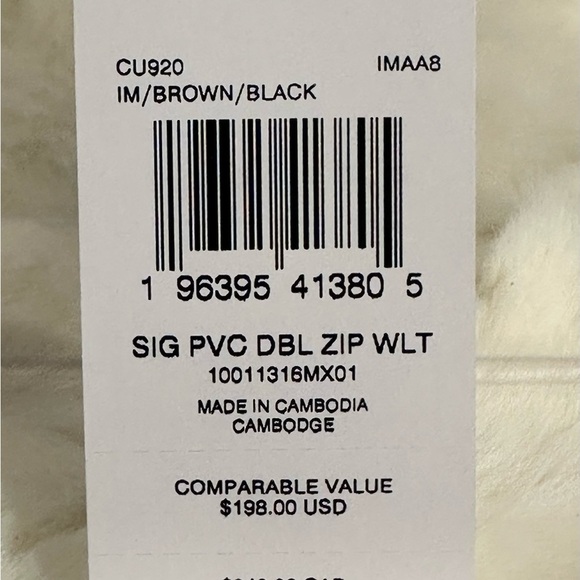 CU920 IMAA8
IM/BROWN/BLACK
1 96395 41380 5
SIG PVC DBL ZIP WLT
10011316MX01
MADE IN CAMBODIA
CAMBODGE
COMPARABLE VALUE
$198.00 USD